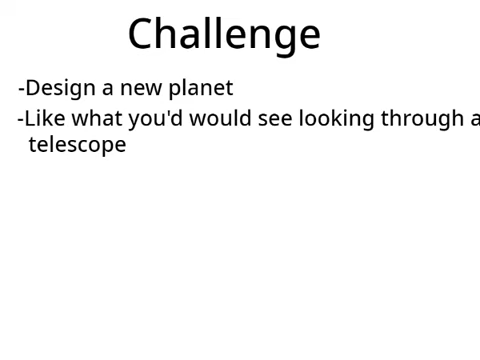 Challenge
-Design a new planet
-Like what you'd would see looking through a
telescope